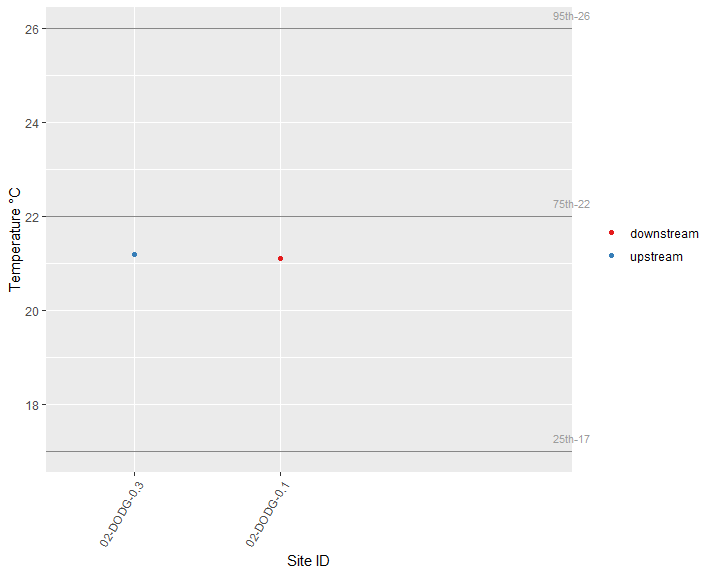 95th-26
26
24
75th-22
22
20
18
25th-17
Temperature °C
02-DODG-0.3
02-DODG-0.1
Site ID
downstream
upstream